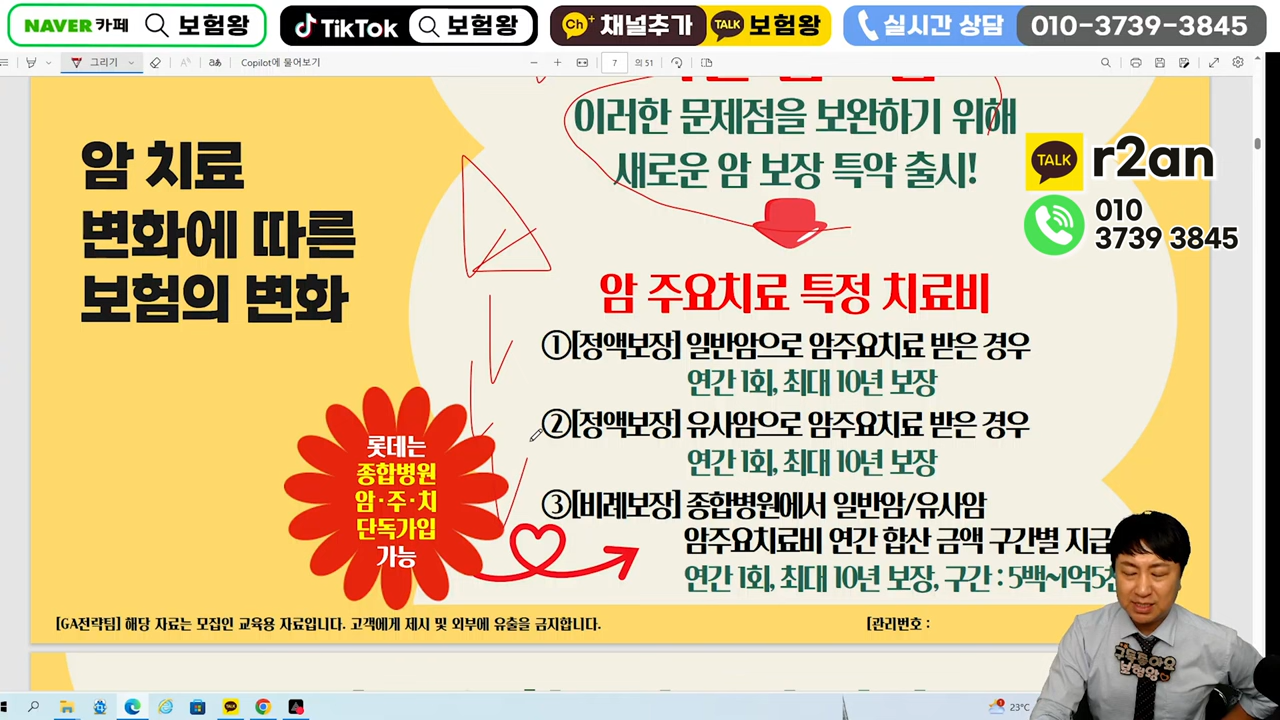 NAVER 카페 보험왕
TikTok 보험왕
Ch+ 채널추가 TALK 보험왕
실시간 상담 010-3739-3845
그리기
Copilot에 물어보기
7 의 51
이러한 문제점을 보완하기 위해
새로운 암 보장 특약 출시!
TALK r2an
010
3739 3845
암 치료
변화에 따른
보험의 변화
암 주요치료 특정 치료비
①[정액보장] 일반암으로 암주요치료 받은 경우
연간 1회, 최대 10년 보장
②[정액보장] 유사암으로 암주요치료 받은 경우
연간 1회, 최대 10년 보장
③[비례보장] 종합병원에서 일반암/유사암
암주요치료비 연간 합산 금액 구간별 지급
연간 1회, 최대 10년 보장, 구간 : 5백~1억5천
롯데는
종합병원
암·주·치
단독가입
가능
[GA전략팀] 해당 자료는 모집인 교육용 자료입니다. 고객에게 제시 및 외부에 유출을 금지합니다.
[관리번호 :
구독좋아요
보험왕
23℃